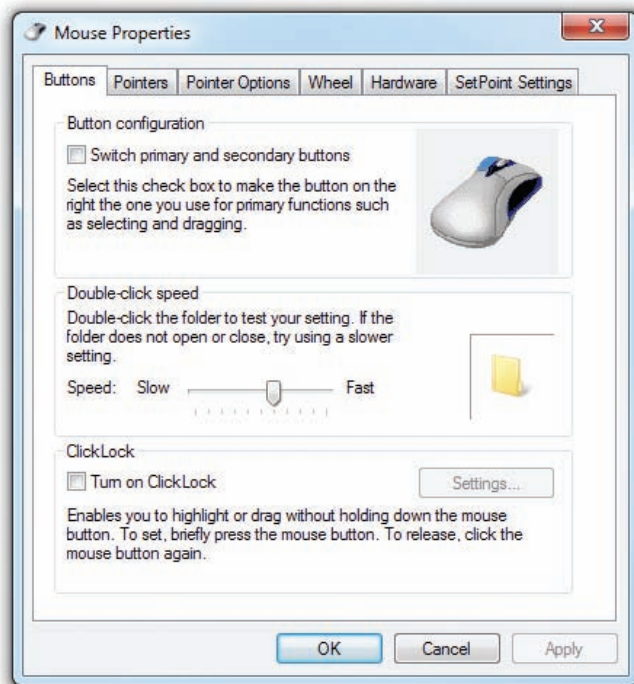 Mouse Properties
Buttons Pointers Pointer Options Wheel Hardware SetPoint Settings
Button configuration
Switch primary and secondary buttons
Select this check box to make the button on the
right the one you use for primary functions such
as selecting and dragging.
Double-click speed
Double-click the folder to test your setting. If the
folder does not open or close, try using a slower
setting.
Speed: Slow Fast
ClickLock
Turn on ClickLock Settings...
Enables you to highlight or drag without holding down the mouse
button. To set, briefly press the mouse button. To release, click the
mouse button again.
OK Cancel Apply